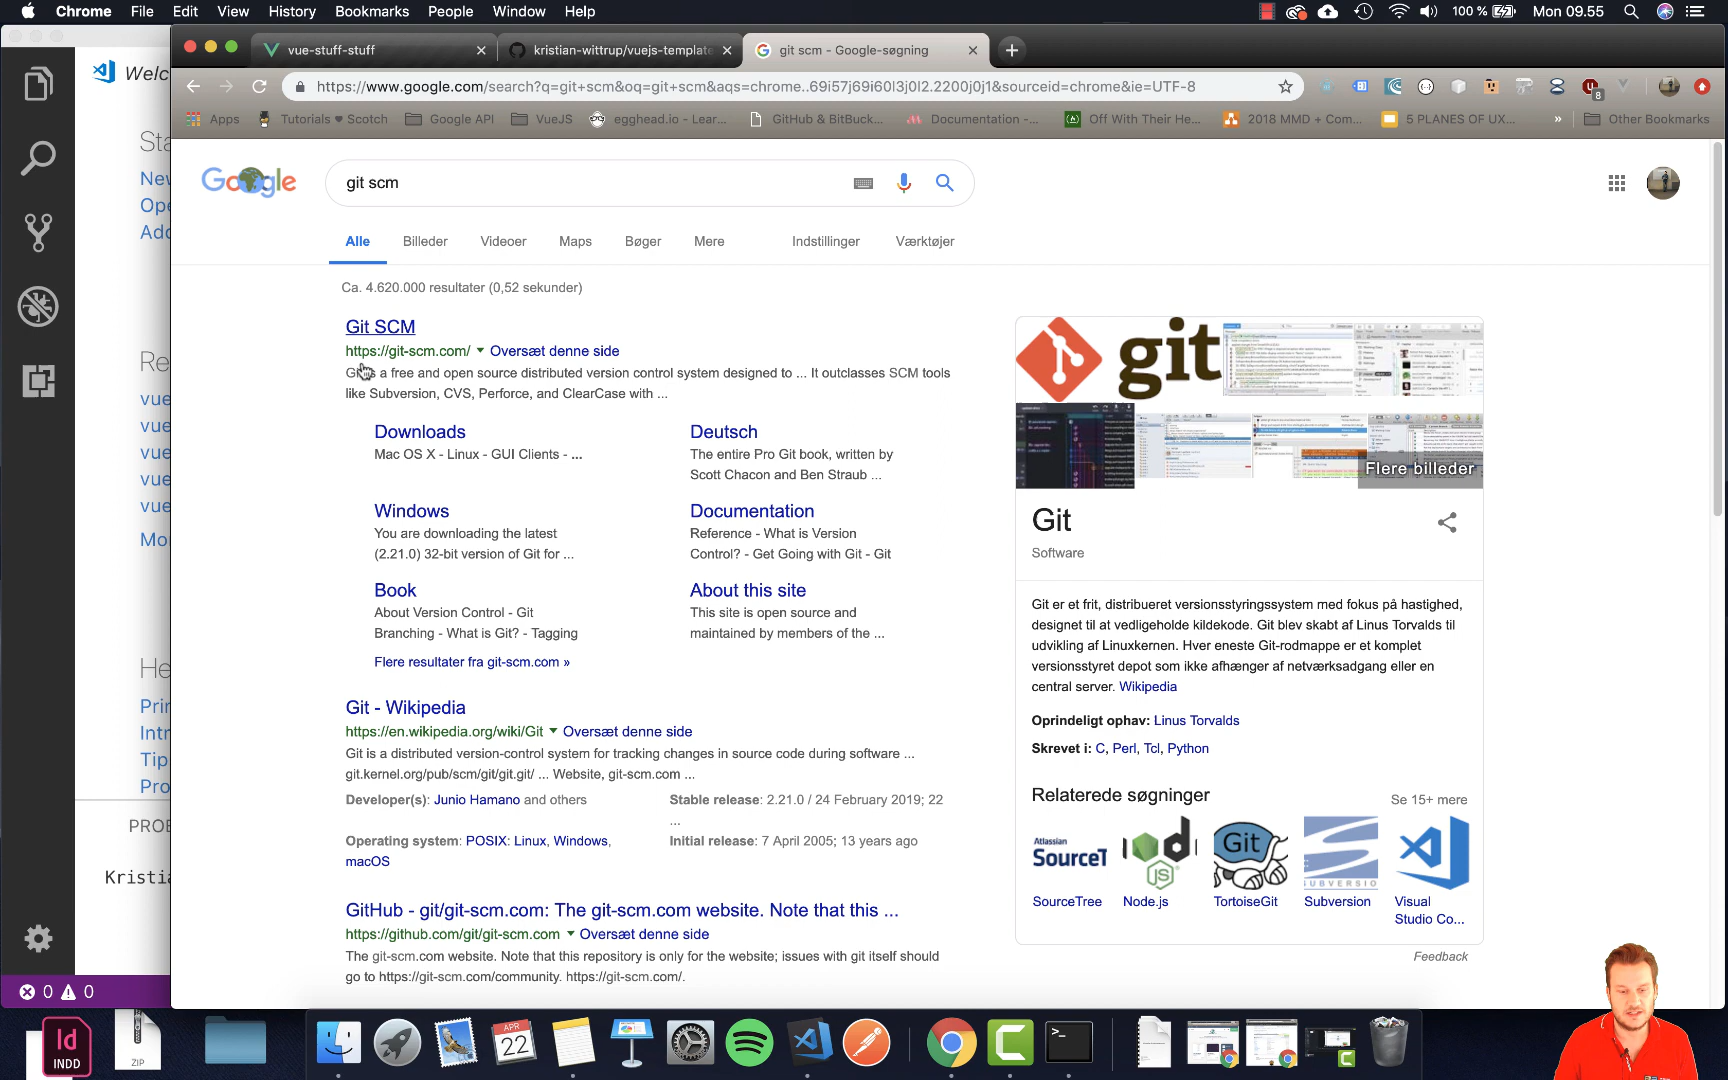 Chrome File Edit View History Bookmarks People Window Help
100 % Mon 09.55
Welc
vue-stuff-stuff
kristian-wittrup/vuejs-template
git scm - Google-søgning
https://www.google.com/search?q=git+scm&oq=git+scm&aqs=chrome..69i57j69i60l3j0l2.2200j0j1&sourceid=chrome&ie=UTF-8
8
Apps
Tutorials ♥ Scotch
Google API
VueJS
egghead.io - Lear...
GitHub & BitBuck...
Documentation -...
Off With Their He...
2018 MMD + Com...
5 PLANES OF UX...
»
Other Bookmarks
Sta
New
Ope
Add
Re
vue
vue
vue
vue
vue
Mo
He
Prin
Intr
Tip
Pro
PROB
Kristia
0 0
Google
git scm
Alle Billeder Videoer Maps Bøger Mere Indstillinger Værktøjer
Ca. 4.620.000 resultater (0,52 sekunder)
Git SCM
https://git-scm.com/ Oversæt denne side
a free and open source distributed version control system designed to ... It outclasses SCM tools
like Subversion, CVS, Perforce, and ClearCase with ...
Downloads
Mac OS X - Linux - GUI Clients - ...
Deutsch
The entire Pro Git book, written by
Scott Chacon and Ben Straub ...
Windows
You are downloading the latest
(2.21.0) 32-bit version of Git for ...
Documentation
Reference - What is Version
Control? - Get Going with Git - Git
Book
About Version Control - Git
Branching - What is Git? - Tagging
About this site
This site is open source and
maintained by members of the ...
Flere resultater fra git-scm.com »
Git - Wikipedia
https://en.wikipedia.org/wiki/Git Oversæt denne side
Git is a distributed version-control system for tracking changes in source code during software ...
git.kernel.org/pub/scm/git/git.git/ ... Website, git-scm.com ...
Developer(s): Junio Hamano and others
Stable release: 2.21.0 / 24 February 2019; 22
...
Operating system: POSIX: Linux, Windows,
macOS
Initial release: 7 April 2005; 13 years ago
GitHub - git/git-scm.com: The git-scm.com website. Note that this ...
https://github.com/git/git-scm.com Oversæt denne side
The git-scm.com website. Note that this repository is only for the website; issues with git itself should
go to https://git-scm.com/community. https://git-scm.com/.
git
Flere billeder
Git
Software
Git er et frit, distribueret versionsstyringssystem med fokus på hastighed,
designet til at vedligeholde kildekode. Git blev skabt af Linus Torvalds til
udvikling af Linuxkernen. Hver eneste Git-rodmappe er et komplet
versionsstyret depot som ikke afhænger af netværksadgang eller en
central server. Wikipedia
Oprindeligt ophav: Linus Torvalds
Skrevet i: C, Perl, Tcl, Python
Relaterede søgninger
Se 15+ mere
Atlassian
SourceT
Git
SUBVERSIO
SourceTree
Node.js
TortoiseGit
Subversion
Visual
Studio Co...
Feedback
Id
INDD
ZIP
APR
22